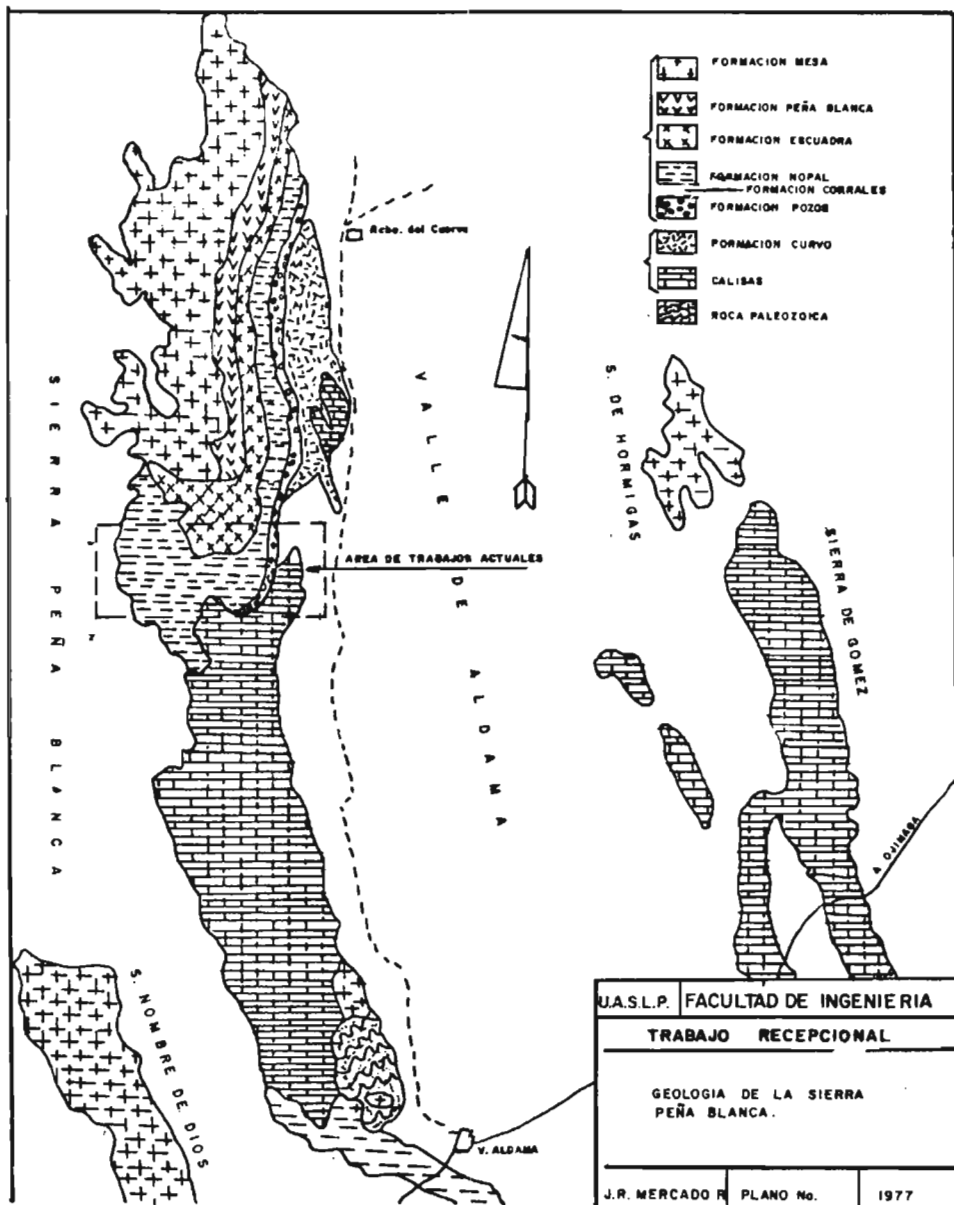 FORMACION MESA
FORMACION PEÑA BLANCA
FORMACION ESCUADRA
FORMACION NOPAL
FORMACION CORRALES
FORMACION POZOS
FORMACION CURVO
CALISAS
ROCA PALEOZOICA
Rcho. del Cuervo
SIERRA PEÑA BLANCA
VALLE DE ALDAMA
S. DE HORMIGAS
SIERRA DE GOMEZ
AREA DE TRABAJOS ACTUALES
A OJINAGA
S. NOMBRE DE DIOS
V. ALDAMA
U.A.S.L.P. FACULTAD DE INGENIERIA
TRABAJO RECEPCIONAL
GEOLOGIA DE LA SIERRA
PEÑA BLANCA.
J.R. MERCADO R PLANO No. 1977